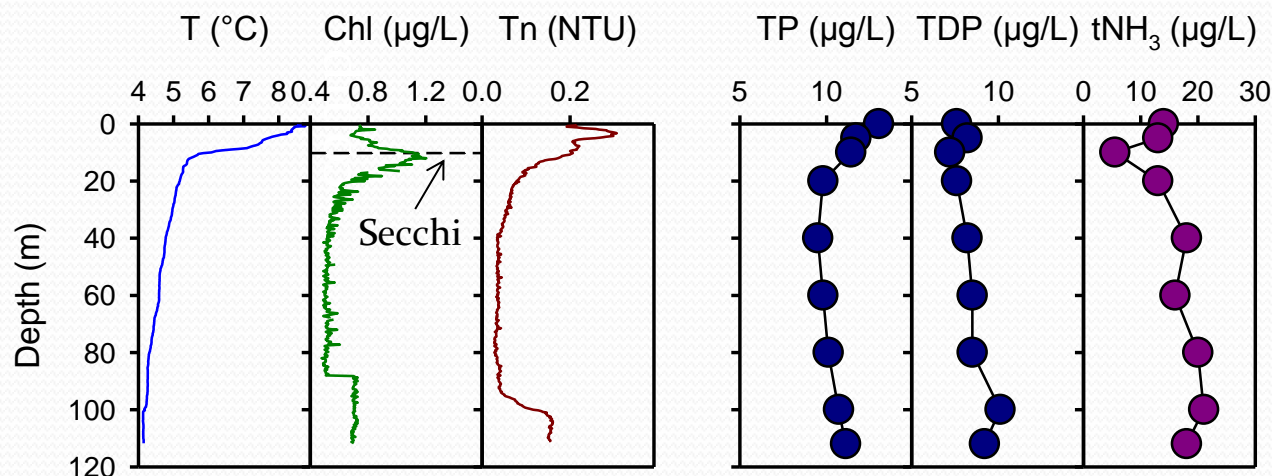 T (°C) Chl (µg/L) Tn (NTU) TP (µg/L) TDP (µg/L) tNH3 (µg/L)
4 5 6 7 8 0.4 0.8 1.2 0.0 0.2 5 10 5 10 0 10 20 30
0
20
40
60
80
100
120
Depth (m)
Secchi